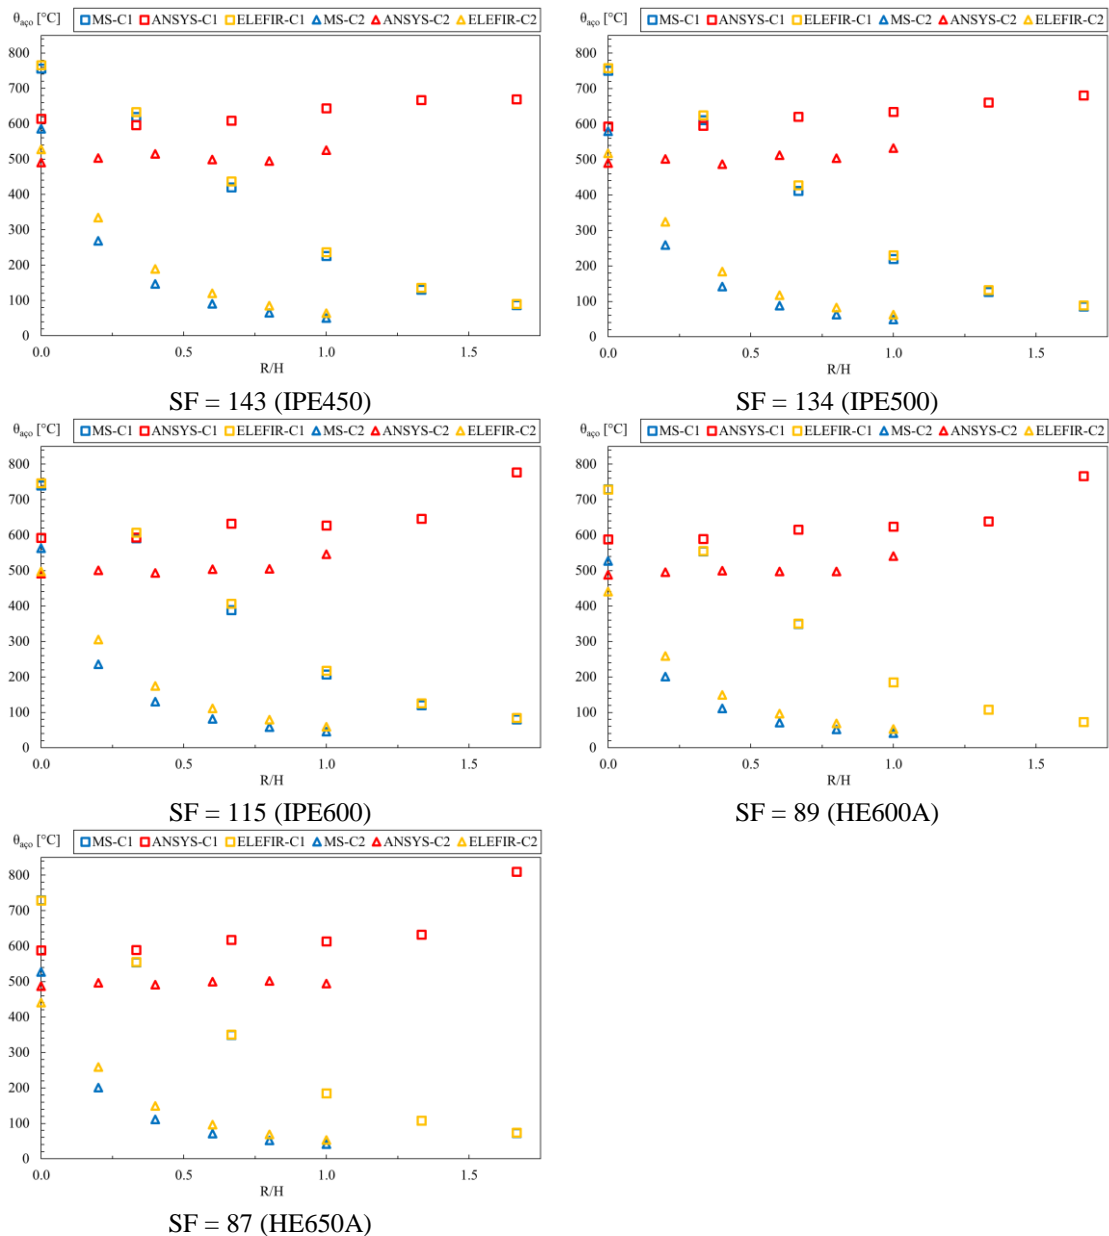 θaço [°C] MS-C1 ANSYS-C1 ELEFIR-C1 MS-C2 ANSYS-C2 ELEFIR-C2
800
700
600
500
400
300
200
100
0
0.0 0.5 1.0 1.5
R/H
SF = 143 (IPE450)
θaço [°C] MS-C1 ANSYS-C1 ELEFIR-C1 MS-C2 ANSYS-C2 ELEFIR-C2
800
700
600
500
400
300
200
100
0
0.0 0.5 1.0 1.5
R/H
SF = 134 (IPE500)
θaço [°C] MS-C1 ANSYS-C1 ELEFIR-C1 MS-C2 ANSYS-C2 ELEFIR-C2
800
700
600
500
400
300
200
100
0
0.0 0.5 1.0 1.5
R/H
SF = 115 (IPE600)
θaço [°C] MS-C1 ANSYS-C1 ELEFIR-C1 MS-C2 ANSYS-C2 ELEFIR-C2
800
700
600
500
400
300
200
100
0
0.0 0.5 1.0 1.5
R/H
SF = 89 (HE600A)
θaço [°C] MS-C1 ANSYS-C1 ELEFIR-C1 MS-C2 ANSYS-C2 ELEFIR-C2
800
700
600
500
400
300
200
100
0
0.0 0.5 1.0 1.5
R/H
SF = 87 (HE650A)